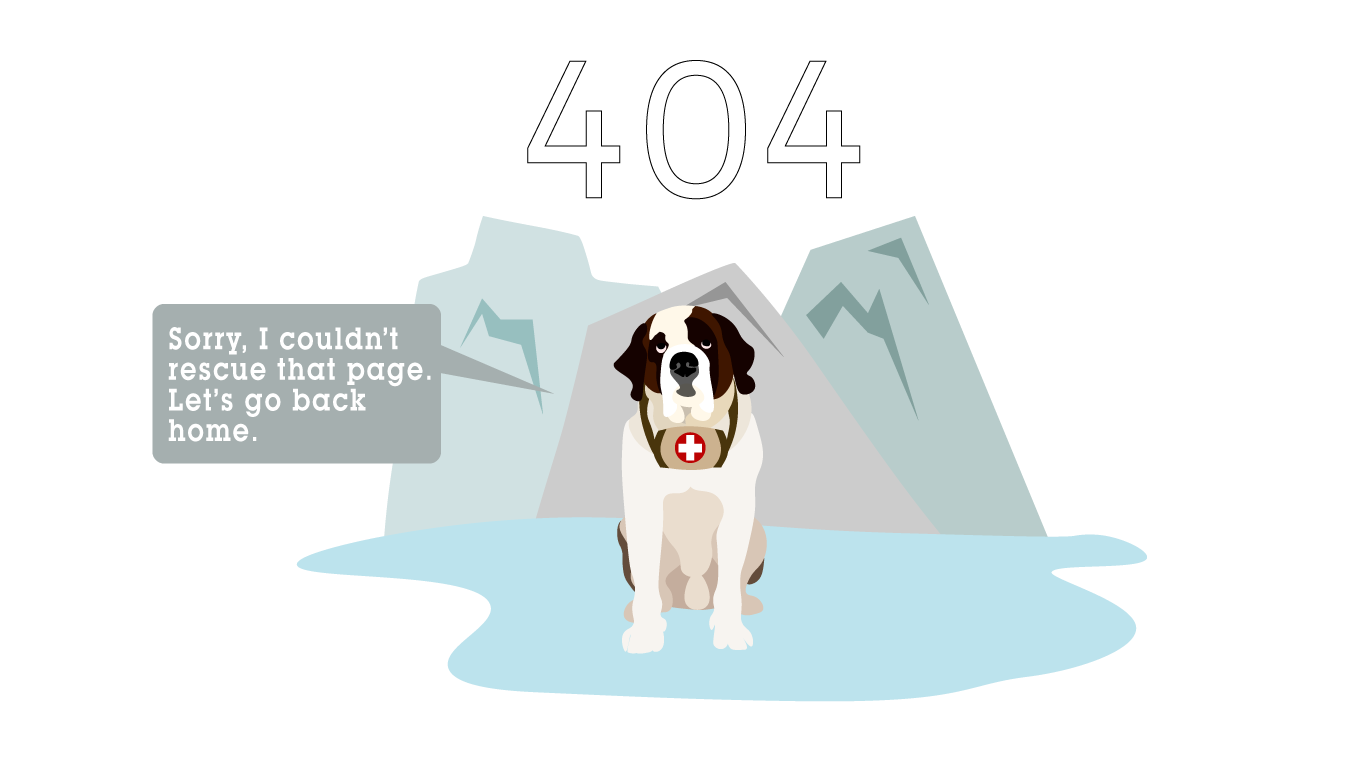 404
Sorry, I couldn't
rescue that page.
Let's go back
home.